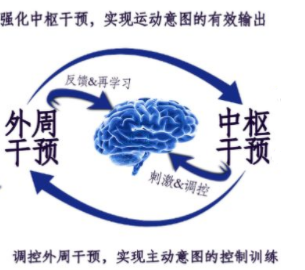 强化中枢干预，实现运动意图的有效输出
反馈&再学习
外周
干预
中枢
干预
刺激&调控
调控外周干预，实现主动意图的控制训练